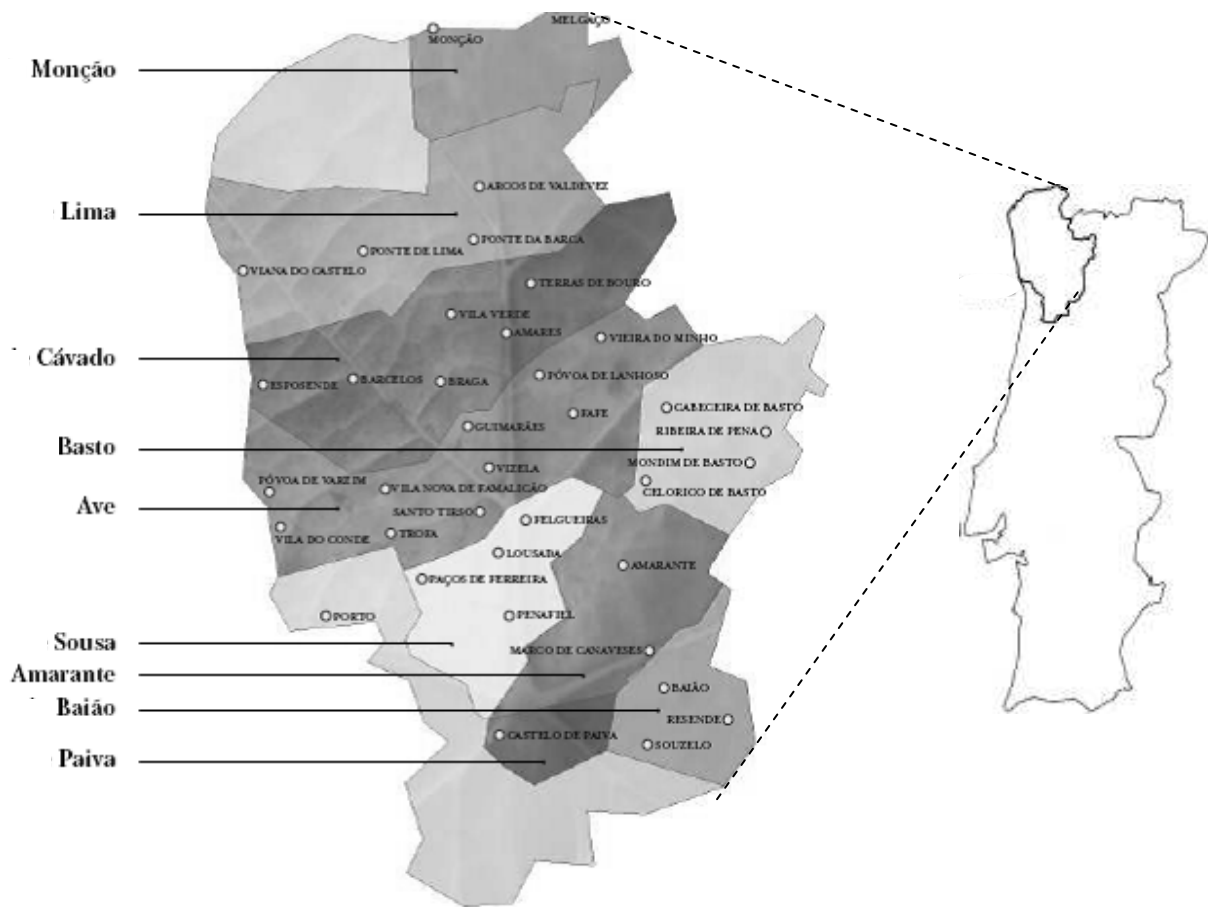 MELGAÇO
MONÇÃO
Monção
ARCOS DE VALDEVEZ
Lima
PONTE DA BARCA
PONTE DE LIMA
VIANA DO CASTELO
TERRAS DE BOURO
VILA VERDE
AMARES
VIEIRA DO MINHO
Cávado
PÓVOA DE LANHOSO
ESPOSENDE
BARCELOS
BRAGA
CABECEIRA DE BASTO
FAFE
GUIMARÃES
RIBEIRA DE PENA
Basto
MONDIM DE BASTO
VIZELA
PÓVOA DE VARZIM
VILA NOVA DE FAMALICÃO
CELORICO DE BASTO
Ave
SANTO TIRSO
FELGUEIRAS
VILA DO CONDE
TROFA
LOUSADA
AMARANTE
PAÇOS DE FERREIRA
PORTO
PENAFIEL
Sousa
MARCO DE CANAVESES
Amarante
BAIÃO
Baião
RESENDE
CASTELO DE PAIVA
SOUZELO
Paiva